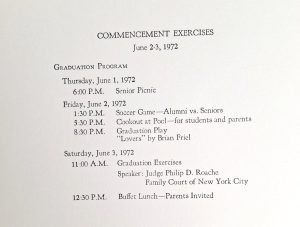 COMMENCEMENT EXERCISES
June 2-3, 1972
GRADUATION PROGRAM
Thursday, June 1, 1972
6:00 P.M. Senior Picnic
Friday, June 2, 1972
1:30 P.M. Soccer Game—Alumni vs. Seniors
5:30 P.M. Cookout at Pool—for students and parents
8:30 P.M. Graduation Play
"Lovers" by Brian Friel
Saturday, June 3, 1972
11:00 A.M. Graduation Exercises
Speaker: Judge Philip D. Roache
Family Court of New York City
12:30 P.M. Buffet Lunch—Parents Invited